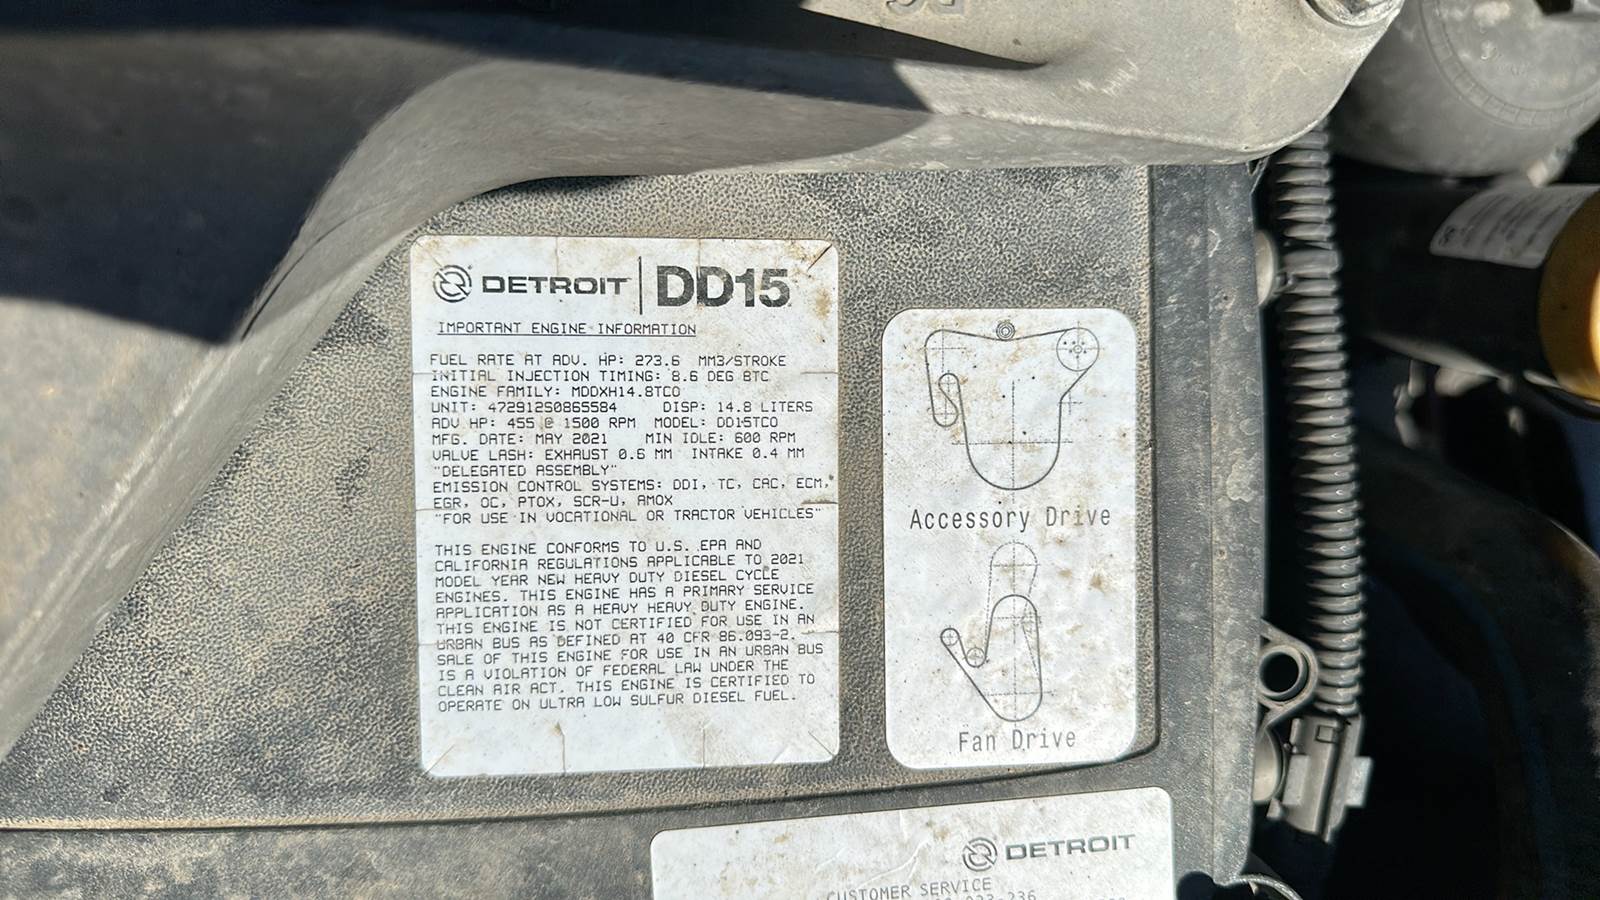 DETROIT DD15
IMPORTANT ENGINE INFORMATION
FUEL RATE AT ADV. HP: 273.6 MM3/STROKE
INITIAL INJECTION TIMING: 8.6 DEG BTC
ENGINE FAMILY: MDDXH14.8TCO
UNIT: 472912S0865584 DISP: 14.8 LITERS
ADV HP: 455 @ 1500 RPM MODEL: DD15TCO
MFG. DATE: MAY 2021 MIN IDLE: 600 RPM
VALVE LASH: EXHAUST 0.6 MM INTAKE 0.4 MM
"DELEGATED ASSEMBLY"
EMISSION CONTROL SYSTEMS: DDI, TC, CAC, ECM,
EGR, OC, PTOX, SCR-U, AMOX
"FOR USE IN VOCATIONAL OR TRACTOR VEHICLES"
THIS ENGINE CONFORMS TO U.S. EPA AND
CALIFORNIA REGULATIONS APPLICABLE TO 2021
MODEL YEAR NEW HEAVY DUTY DIESEL CYCLE
ENGINES. THIS ENGINE HAS A PRIMARY SERVICE
APPLICATION AS A HEAVY HEAVY DUTY ENGINE.
THIS ENGINE IS NOT CERTIFIED FOR USE IN AN
URBAN BUS AS DEFINED AT 40 CFR 86.093-2.
SALE OF THIS ENGINE FOR USE IN AN URBAN BUS
IS A VIOLATION OF FEDERAL LAW UNDER THE
CLEAN AIR ACT. THIS ENGINE IS CERTIFIED TO
OPERATE ON ULTRA LOW SULFUR DIESEL FUEL.
Accessory Drive
Fan Drive
DETROIT
CUSTOMER SERVICE